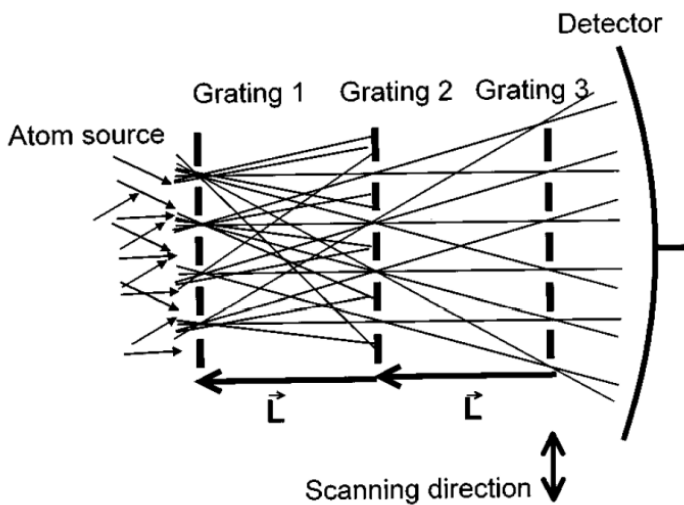 Detector
Grating 1 Grating 2 Grating 3
Atom source
L
L
Scanning direction